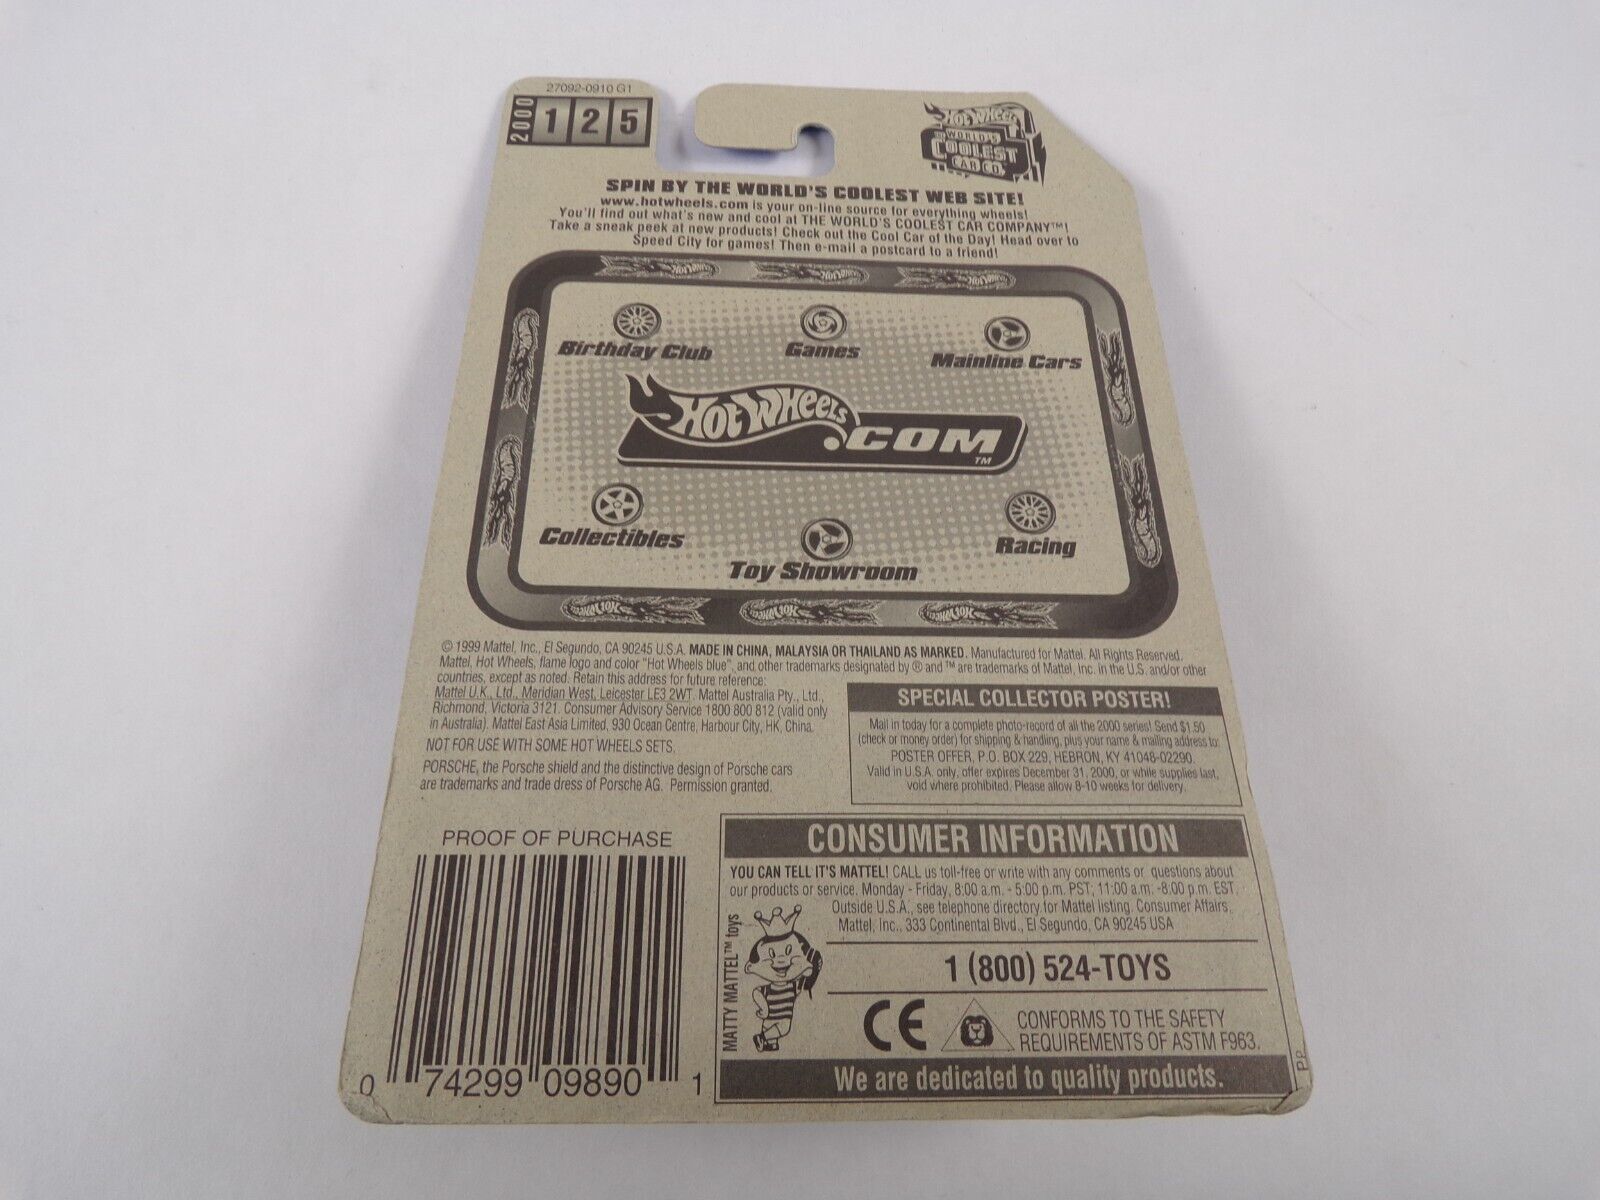 27092-0910 G1
2000 1 2 5
HOT WHEELS
WORLD'S
COOLEST
CAR CO.
SPIN BY THE WORLD'S COOLEST WEB SITE!
www.hotwheels.com is your on-line source for everything wheels!
You'll find out what's new and cool at THE WORLD'S COOLEST CAR COMPANY™!
Take a sneak peek at new products! Check out the Cool Car of the Day! Head over to
Speed City for games! Then e-mail a postcard to a friend!
Birthday Club
Games
Mainline Cars
HOT WHEELS.COM™
Collectibles
Toy Showroom
Racing
© 1999 Mattel, Inc., El Segundo, CA 90245 U.S.A. MADE IN CHINA, MALAYSIA OR THAILAND AS MARKED. Manufactured for Mattel. All Rights Reserved.
Mattel, Hot Wheels, flame logo and color "Hot Wheels blue", and other trademarks designated by ® and ™ are trademarks of Mattel, Inc. in the U.S. and/or other
countries, except as noted. Retain this address for future reference:
Mattel U.K., Ltd., Meridian West, Leicester LE3 2WT. Mattel Australia Pty., Ltd.,
Richmond, Victoria 3121. Consumer Advisory Service 1800 800 812 (valid only
in Australia). Mattel East Asia Limited, 930 Ocean Centre, Harbour City, HK, China.
NOT FOR USE WITH SOME HOT WHEELS SETS.
PORSCHE, the Porsche shield and the distinctive design of Porsche cars
are trademarks and trade dress of Porsche AG. Permission granted.
SPECIAL COLLECTOR POSTER!
Mail in today for a complete photo-record of all the 2000 series! Send $1.50
(check or money order) for shipping & handling, plus your name & mailing address to:
POSTER OFFER, P.O. BOX 229, HEBRON, KY 41048-02290.
Valid in U.S.A. only, offer expires December 31, 2000, or while supplies last,
void where prohibited. Please allow 8-10 weeks for delivery.
PROOF OF PURCHASE
0 74299 09890 1
CONSUMER INFORMATION
YOU CAN TELL IT'S MATTEL! CALL us toll-free or write with any comments or questions about
our products or service. Monday - Friday, 8:00 a.m. - 5:00 p.m. PST; 11:00 a.m. -8:00 p.m. EST.
Outside U.S.A., see telephone directory for Mattel listing. Consumer Affairs,
Mattel, Inc., 333 Continental Blvd., El Segundo, CA 90245 USA
MATTY MATTEL™ toys
1 (800) 524-TOYS
CE
CONFORMS TO THE SAFETY
REQUIREMENTS OF ASTM F963.
We are dedicated to quality products.